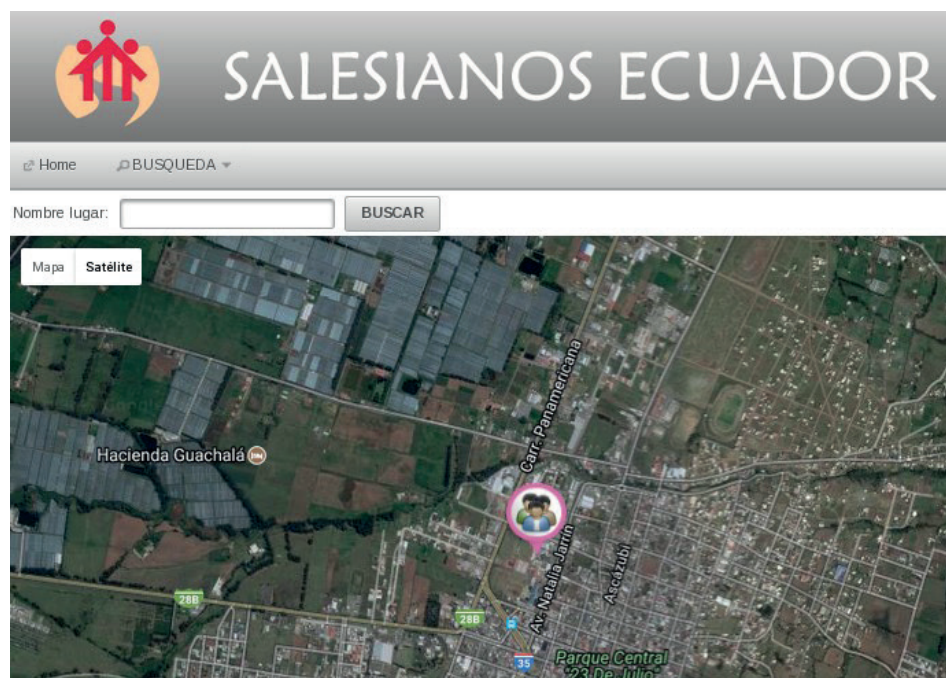 SALESIANOS ECUADOR
Home BUSQUEDA
Nombre lugar: BUSCAR
Mapa Satélite
Carr. Panamericana
Hacienda Guachalá
Av. Natalia Jarrín
Ascázubi
28B
28B
35
Parque Central
"23 De Julio"